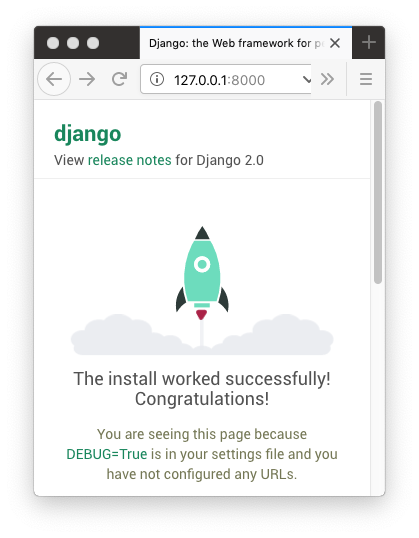 Django: the Web framework for
127.0.0.1:8000
django
View release notes for Django 2.0
The install worked successfully!
Congratulations!
You are seeing this page because
DEBUG=True is in your settings file and you
have not configured any URLs.